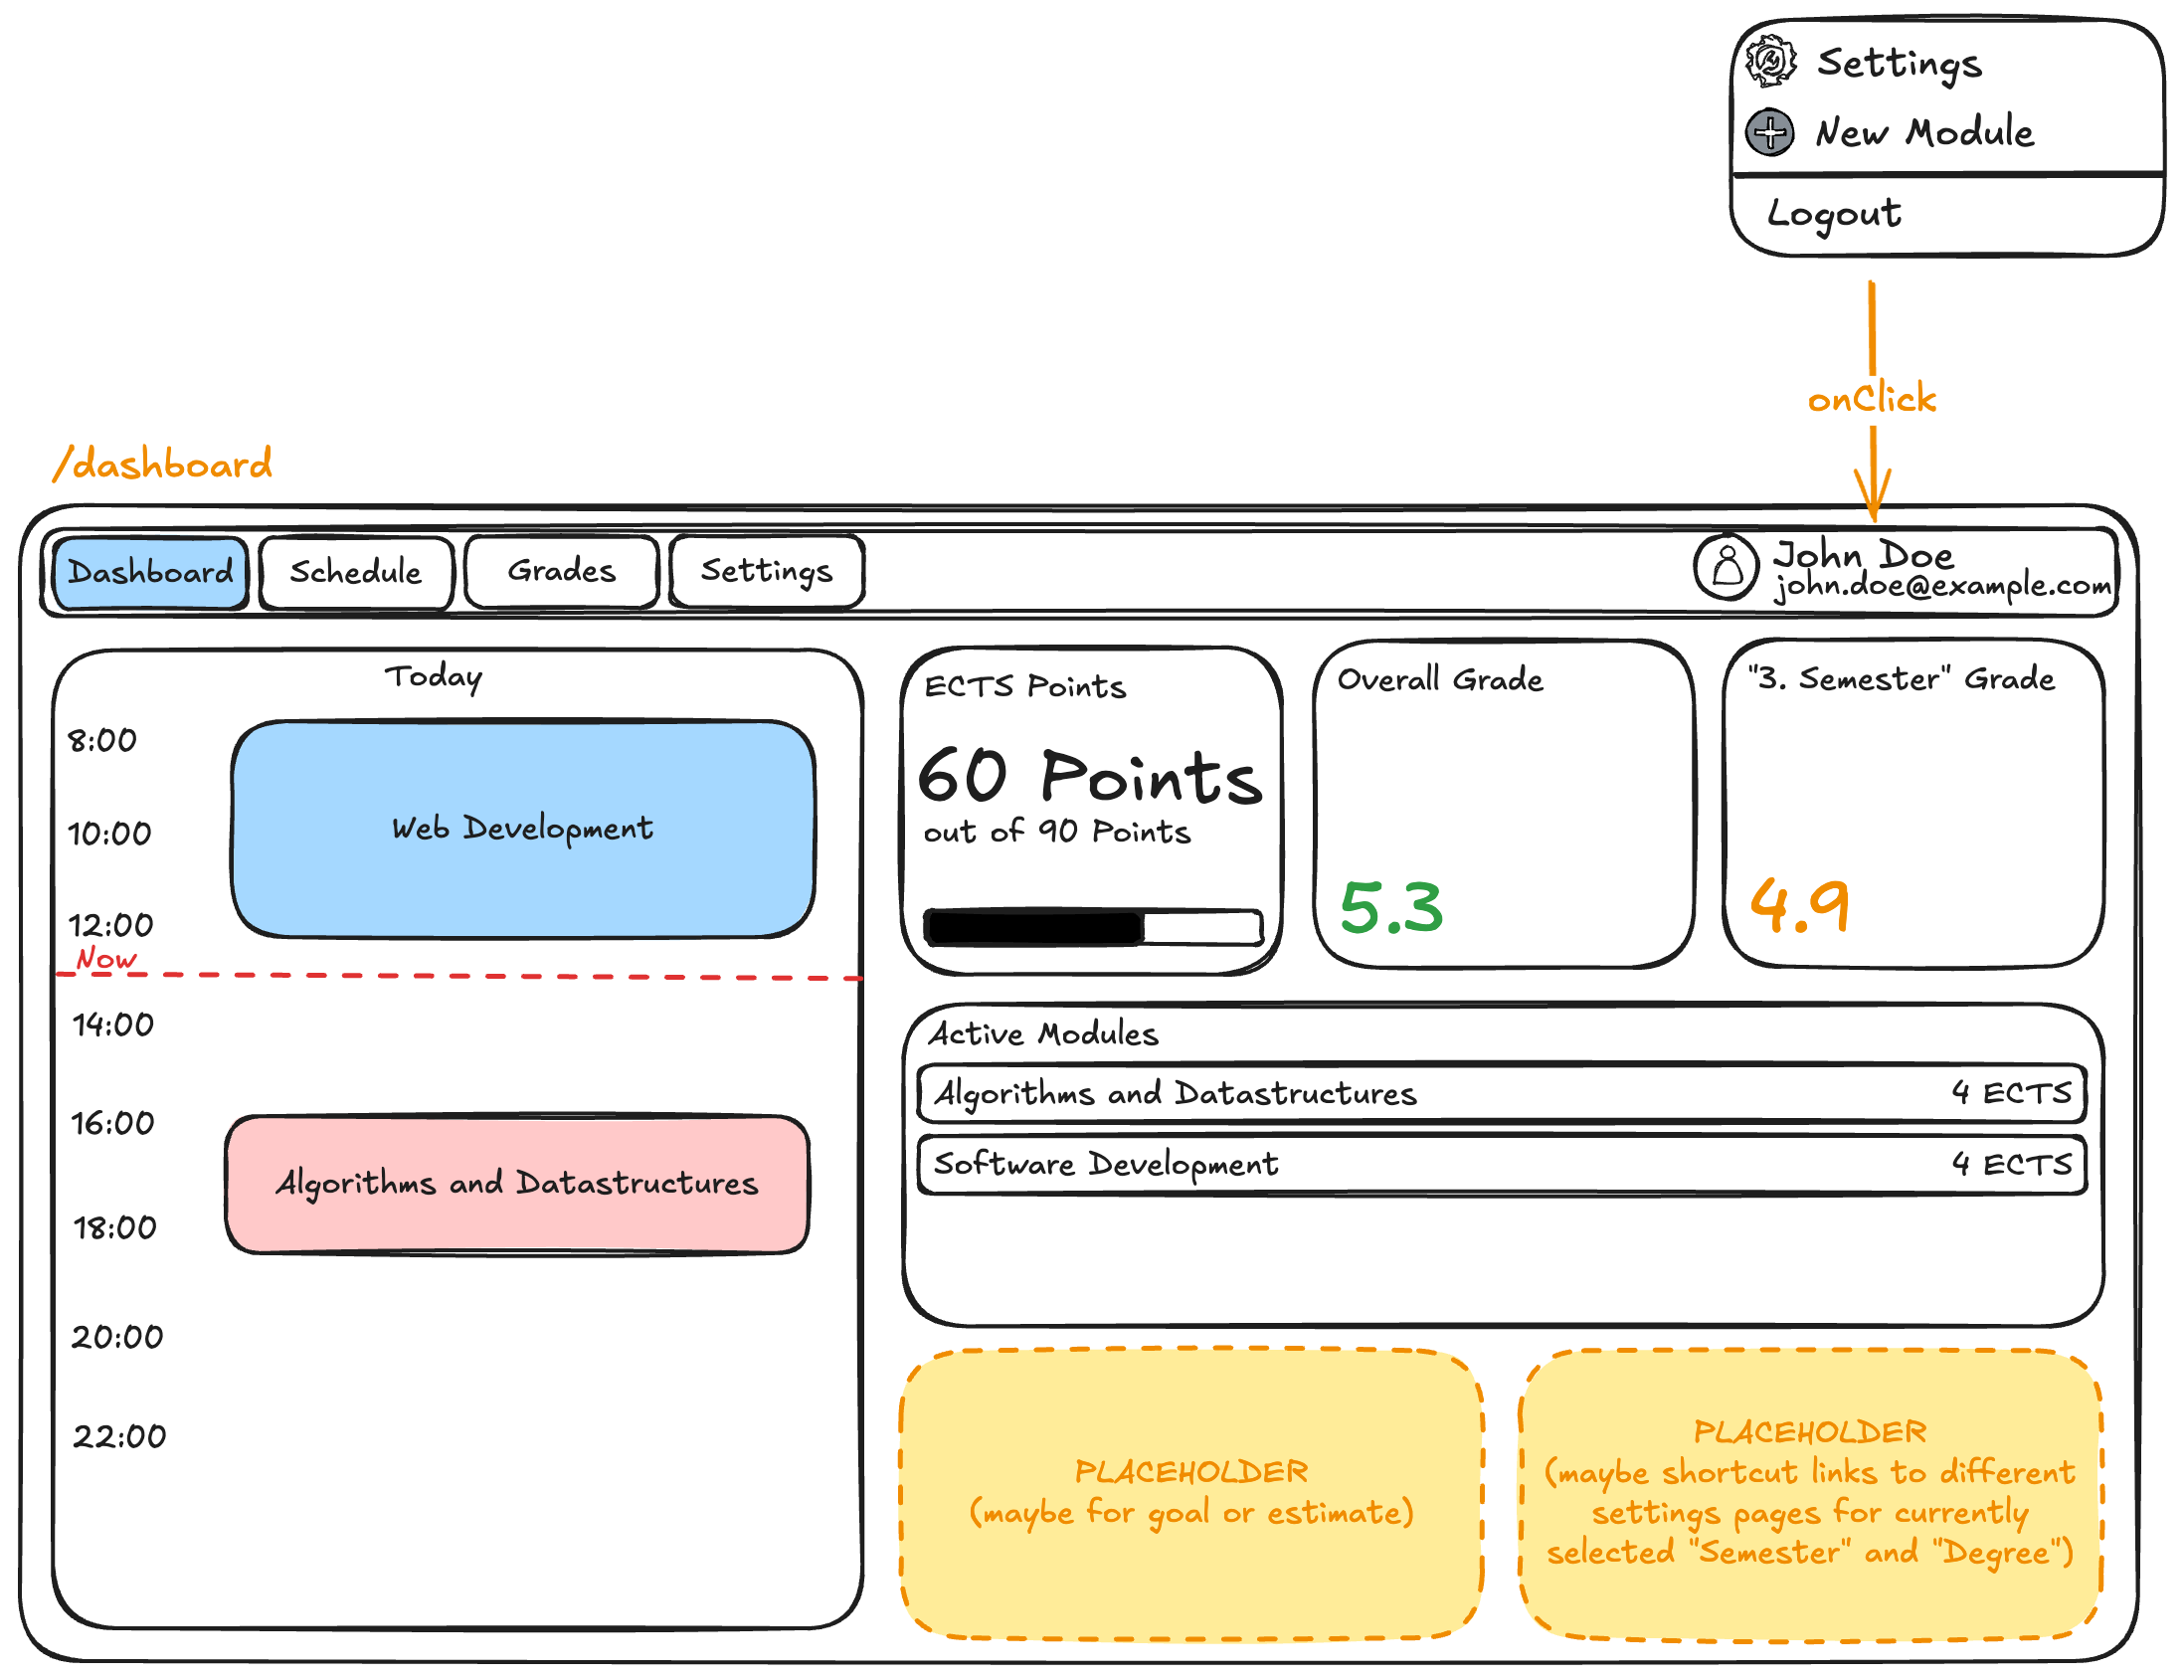 Settings
New Module
Logout
onClick
/dashboard
Dashboard
Schedule
Grades
Settings
John Doe
john.doe@example.com
Today
8:00
Web Development
10:00
12:00
Now
14:00
16:00
Algorithms and Datastructures
18:00
20:00
22:00
ECTS Points
60 Points
out of 90 Points
Overall Grade
5.3
"3. Semester" Grade
4.9
Active Modules
Algorithms and Datastructures 4 ECTS
Software Development 4 ECTS
PLACEHOLDER
(maybe for goal or estimate)
PLACEHOLDER
(maybe shortcut links to different
settings pages for currently
selected "Semester" and "Degree")